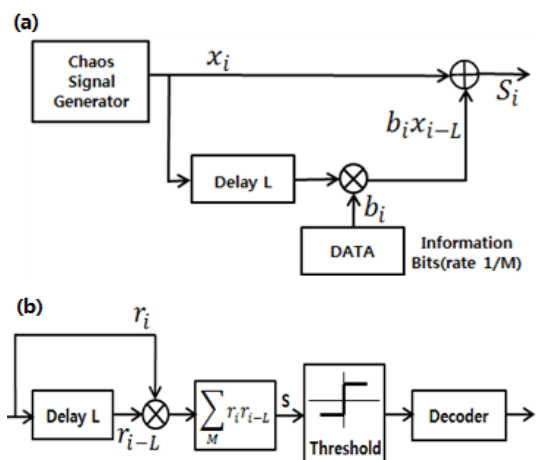 (a)
Chaos
Signal
Generator
x_i
S_i
b_i x_{i-L}
Delay L
b_i
DATA
Information
Bits(rate 1/M)
(b)
r_i
Delay L
r_{i-L}
∑_M r_i r_{i-L}
S
Threshold
Decoder